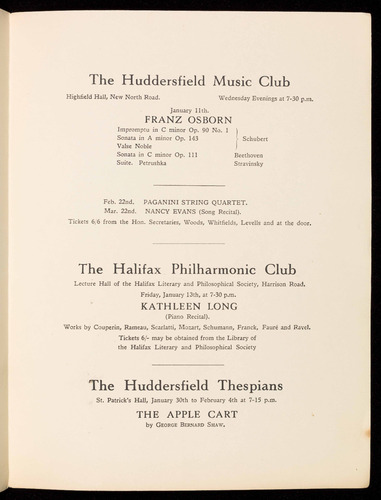 The Huddersfield Music Club
Highfield Hall, New North Road. Wednesday Evenings at 7-30 p.m.
January 11th.
FRANZ OSBORN
Impromptu in C minor Op. 90 No. 1
Sonata in A minor Op. 143 Schubert
Valse Noble
Sonata in C minor Op. 111 Beethoven
Suite. Petrushka Stravinsky
Feb. 22nd. PAGANINI STRING QUARTET.
Mar. 22nd. NANCY EVANS (Song Recital).
Tickets 6/6 from the Hon. Secretaries, Woods, Whitfields, Levells and at the door.
The Halifax Philharmonic Club
Lecture Hall of the Halifax Literary and Philosophical Society, Harrison Road.
Friday, January 13th, at 7-30 p.m.
KATHLEEN LONG
(Piano Recital).
Works by Couperin, Rameau, Scarlatti, Mozart, Schumann, Franck, Fauré and Ravel.
Tickets 6/- may be obtained from the Library of
the Halifax Literary and Philosophical Society
The Huddersfield Thespians
St. Patrick's Hall, January 30th to February 4th at 7-15 p.m.
THE APPLE CART
by GEORGE BERNARD SHAW.